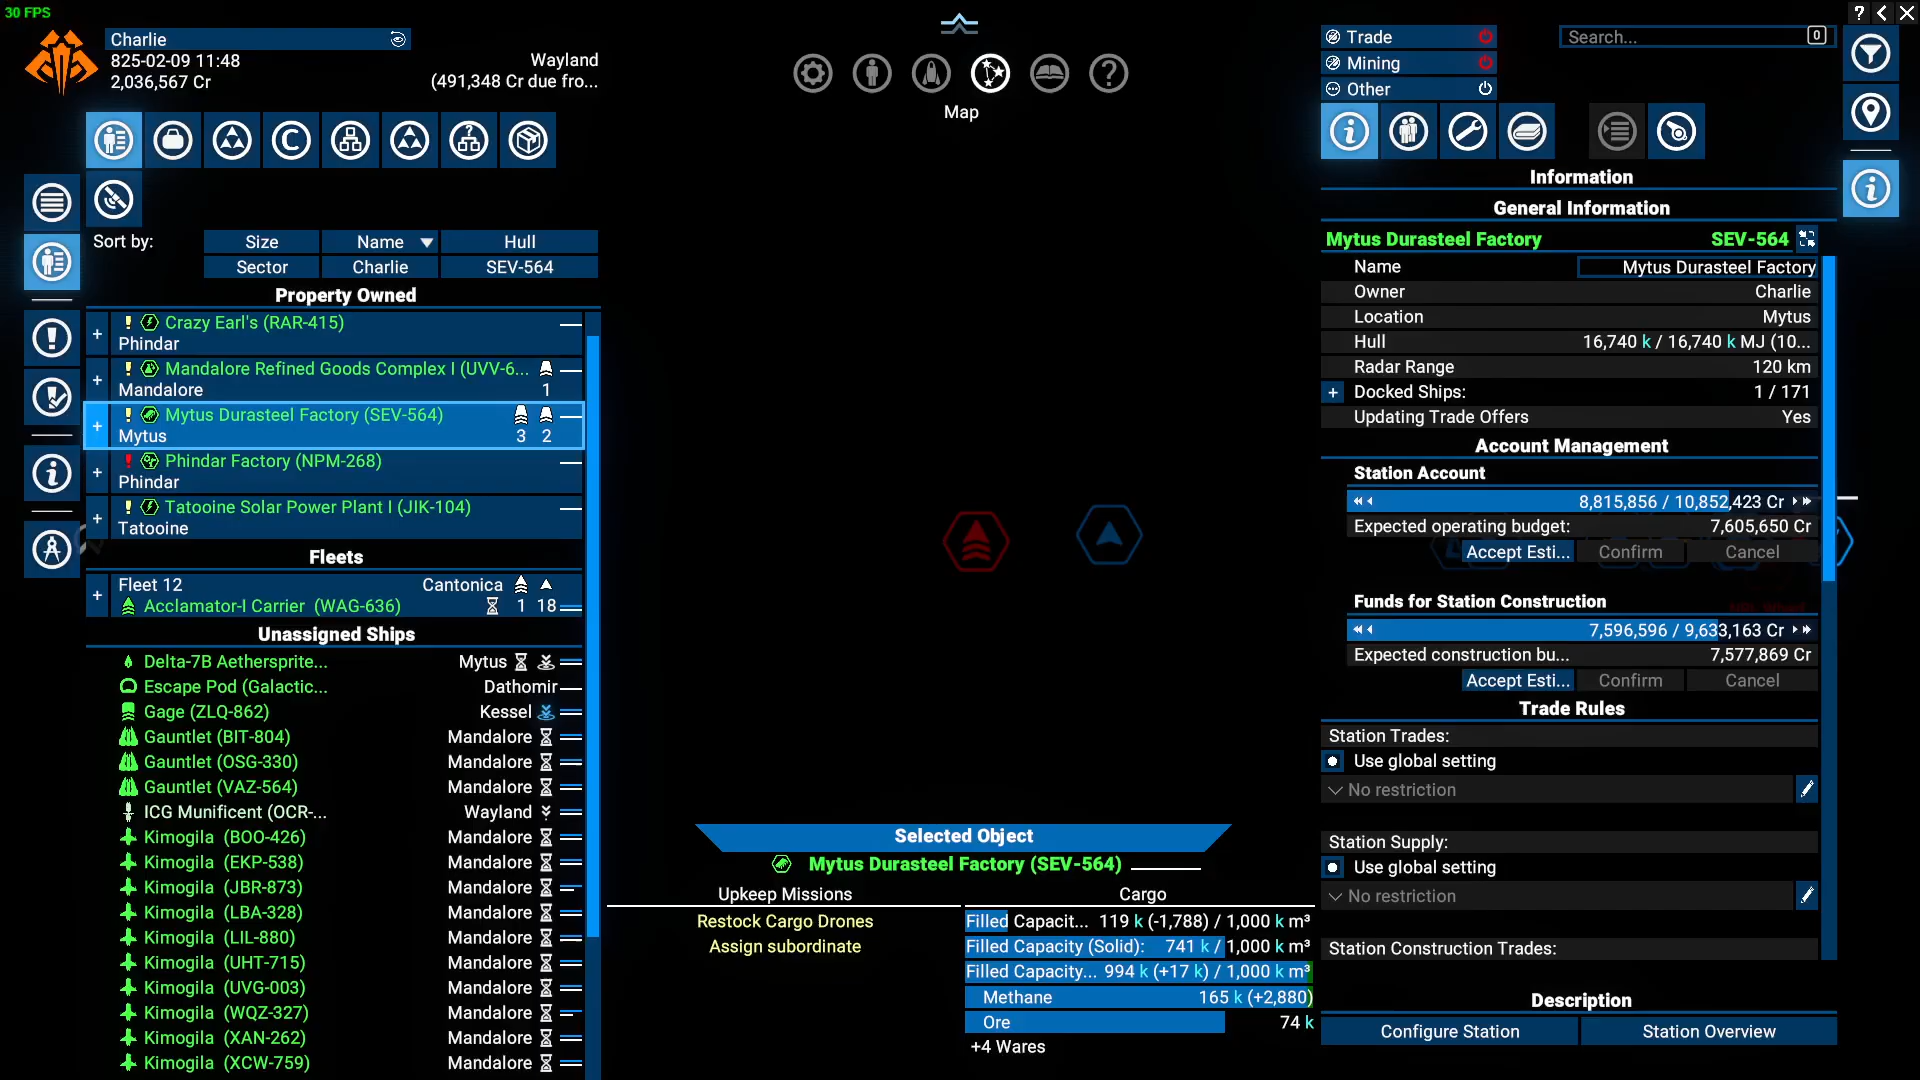 30 FPS
Charlie
825-02-09 11:48
2,036,567 Cr
Wayland
(491,348 Cr due fro...
Map
Sort by:
Size Name Hull
Sector Charlie SEV-564
Property Owned
Crazy Earl's (RAR-415)
Phindar
Mandalore Refined Goods Complex I (UVV-6...
Mandalore 1
Mytus Durasteel Factory (SEV-564)
Mytus 3 2
Phindar Factory (NPM-268)
Phindar
Tatooine Solar Power Plant I (JIK-104)
Tatooine
Fleets
Fleet 12 Cantonica
Acclamator-I Carrier (WAG-636) 1 18
Unassigned Ships
Delta-7B Aethersprite... Mytus
Escape Pod (Galactic... Dathomir
Gage (ZLQ-862) Kessel
Gauntlet (BIT-804) Mandalore
Gauntlet (OSG-330) Mandalore
Gauntlet (VAZ-564) Mandalore
ICG Munificent (OCR-... Wayland
Kimogila (BOO-426) Mandalore
Kimogila (EKP-538) Mandalore
Kimogila (JBR-873) Mandalore
Kimogila (LBA-328) Mandalore
Kimogila (LIL-880) Mandalore
Kimogila (UHT-715) Mandalore
Kimogila (UVG-003) Mandalore
Kimogila (WQZ-327) Mandalore
Kimogila (XAN-262) Mandalore
Kimogila (XCW-759) Mandalore
Selected Object
Mytus Durasteel Factory (SEV-564)
Upkeep Missions
Restock Cargo Drones
Assign subordinate
Cargo
Filled Capacit... 119 k (-1,788) / 1,000 k m³
Filled Capacity (Solid): 741 k / 1,000 k m³
Filled Capacity... 994 k (+17 k) / 1,000 k m³
Methane 165 k (+2,880)
Ore 74 k
+4 Wares
Trade
Mining
Other
Search... 0
Information
General Information
Mytus Durasteel Factory SEV-564
Name Mytus Durasteel Factory
Owner Charlie
Location Mytus
Hull 16,740 k / 16,740 k MJ (10...
Radar Range 120 km
Docked Ships: 1 / 171
Updating Trade Offers Yes
Account Management
Station Account
8,815,856 / 10,852,423 Cr
Expected operating budget: 7,605,650 Cr
Accept Esti... Confirm Cancel
Funds for Station Construction
7,596,596 / 9,633,163 Cr
Expected construction bu... 7,577,869 Cr
Accept Esti... Confirm Cancel
Trade Rules
Station Trades:
Use global setting
No restriction
Station Supply:
Use global setting
No restriction
Station Construction Trades:
Description
Configure Station Station Overview